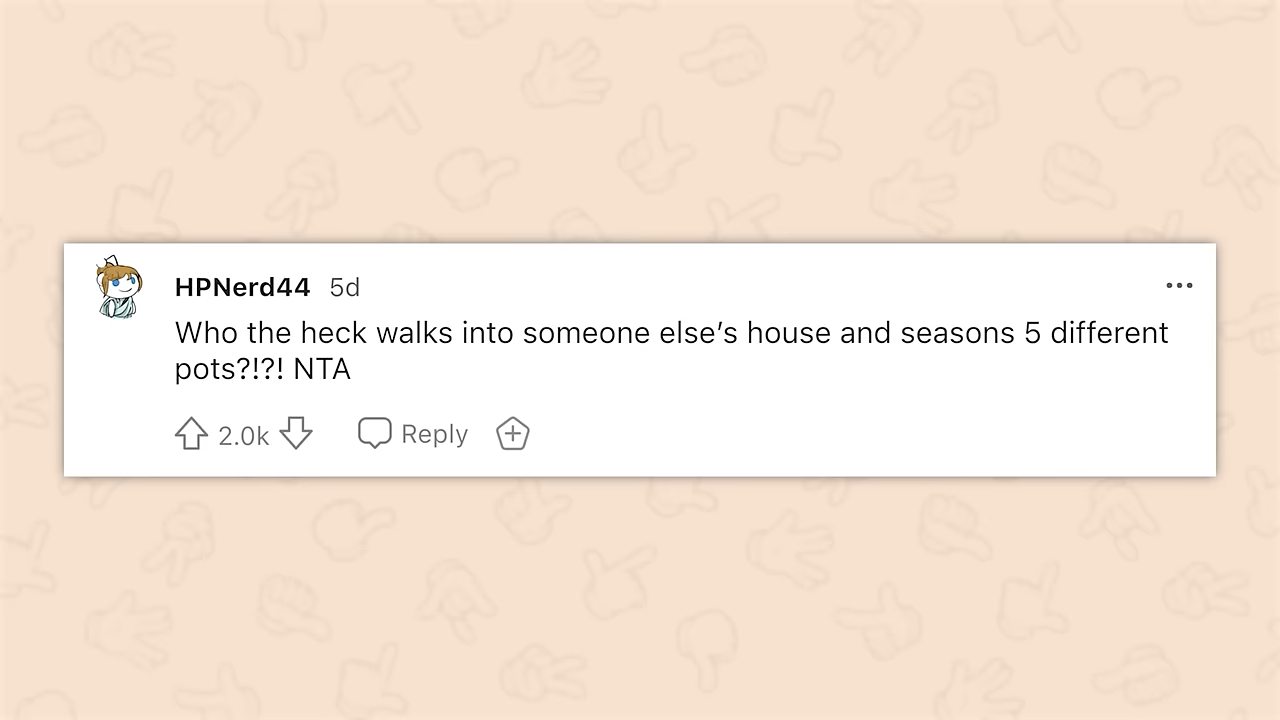 HPNerd44 5d
Who the heck walks into someone else’s house and seasons 5 different
pots?!?! NTA
2.0k Reply